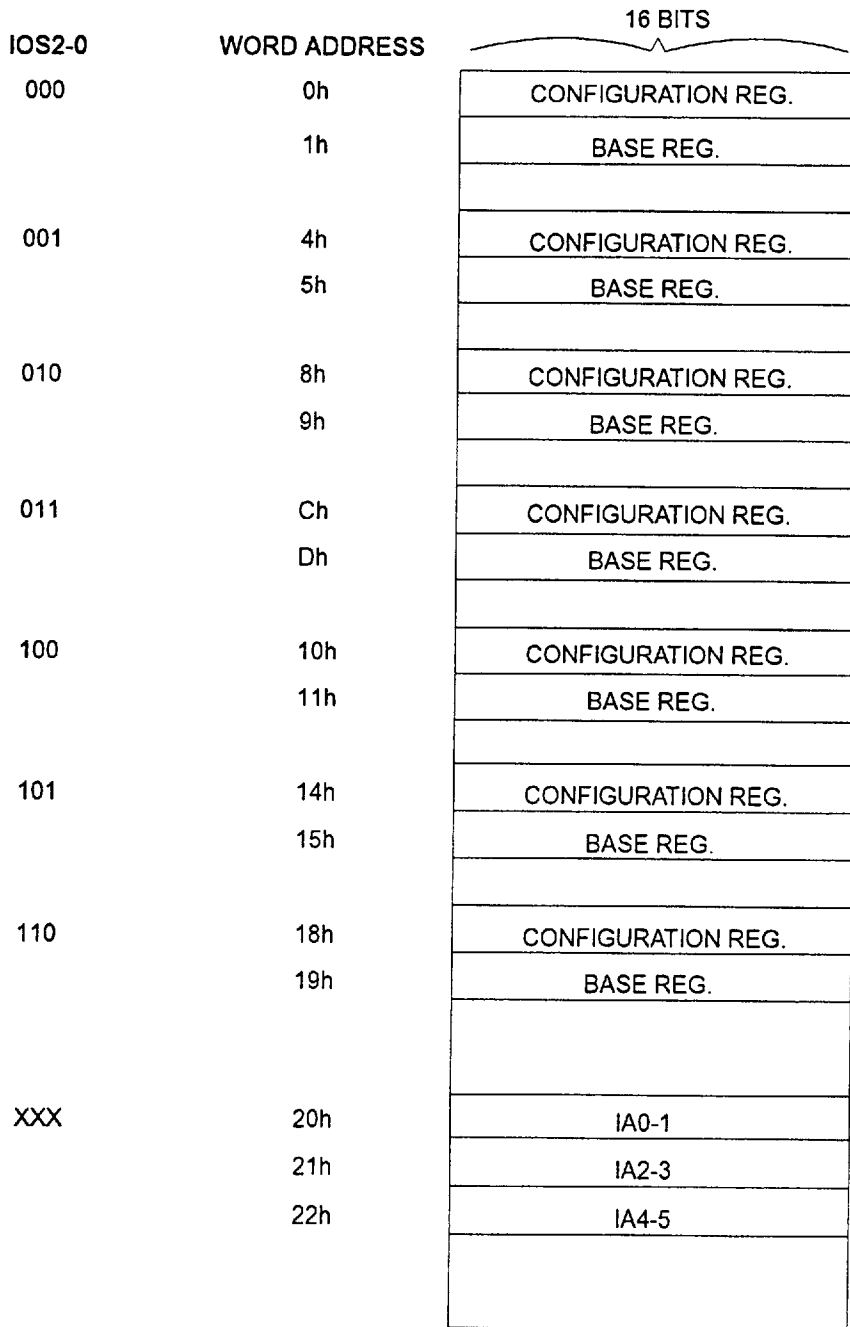 16 BITS
IOS2-0 WORD ADDRESS
000 0h CONFIGURATION REG.
1h BASE REG.
001 4h CONFIGURATION REG.
5h BASE REG.
010 8h CONFIGURATION REG.
9h BASE REG.
011 Ch CONFIGURATION REG.
Dh BASE REG.
100 10h CONFIGURATION REG.
11h BASE REG.
101 14h CONFIGURATION REG.
15h BASE REG.
110 18h CONFIGURATION REG.
19h BASE REG.
XXX 20h IA0-1
21h IA2-3
22h IA4-5